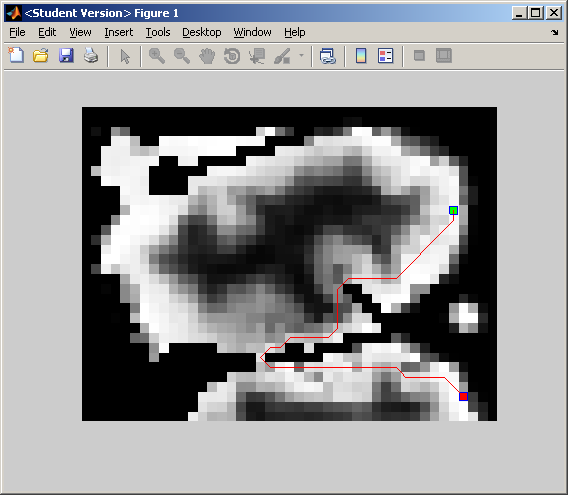 <Student Version> Figure 1
File Edit View Insert Tools Desktop Window Help